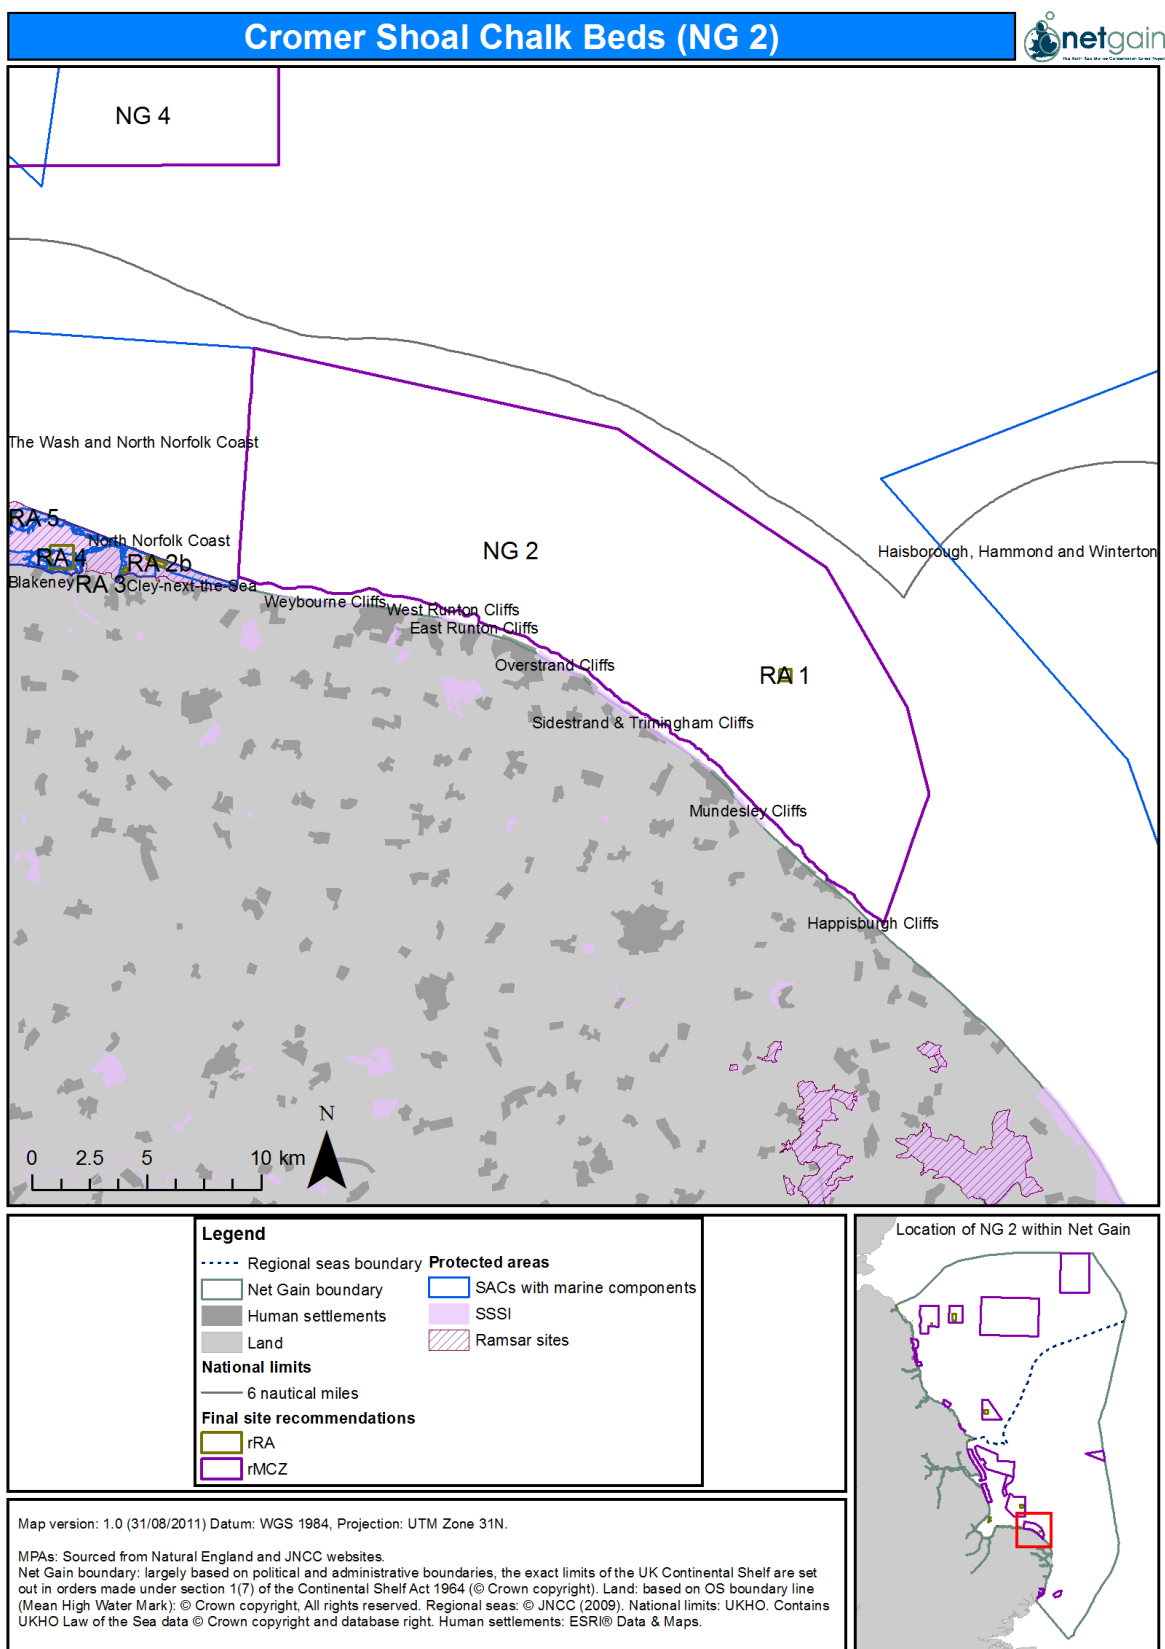 Cromer Shoal Chalk Beds (NG 2)
netgain
The North Sea Marine Conservation Zones Project
NG 4
The Wash and North Norfolk Coast
RA 5
North Norfolk Coast
RA 4
RA 2b
Blakeney
RA 3
Cley-next-the-Sea
NG 2
Haisborough, Hammond and Winterton
Weybourne Cliffs
West Runton Cliffs
East Runton Cliffs
Overstrand Cliffs
RA 1
Sidestrand & Trimingham Cliffs
Mundesley Cliffs
Happisburgh Cliffs
N
0 2.5 5 10 km
Legend
Regional seas boundary
Net Gain boundary
Human settlements
Land
National limits
6 nautical miles
Final site recommendations
rRA
rMCZ
Protected areas
SACs with marine components
SSSI
Ramsar sites
Location of NG 2 within Net Gain
Map version: 1.0 (31/08/2011) Datum: WGS 1984, Projection: UTM Zone 31N.
MPAs: Sourced from Natural England and JNCC websites.
Net Gain boundary: largely based on political and administrative boundaries, the exact limits of the UK Continental Shelf are set
out in orders made under section 1(7) of the Continental Shelf Act 1964 (© Crown copyright). Land: based on OS boundary line
(Mean High Water Mark): © Crown copyright, All rights reserved. Regional seas: © JNCC (2009). National limits: UKHO. Contains
UKHO Law of the Sea data © Crown copyright and database right. Human settlements: ESRI® Data & Maps.